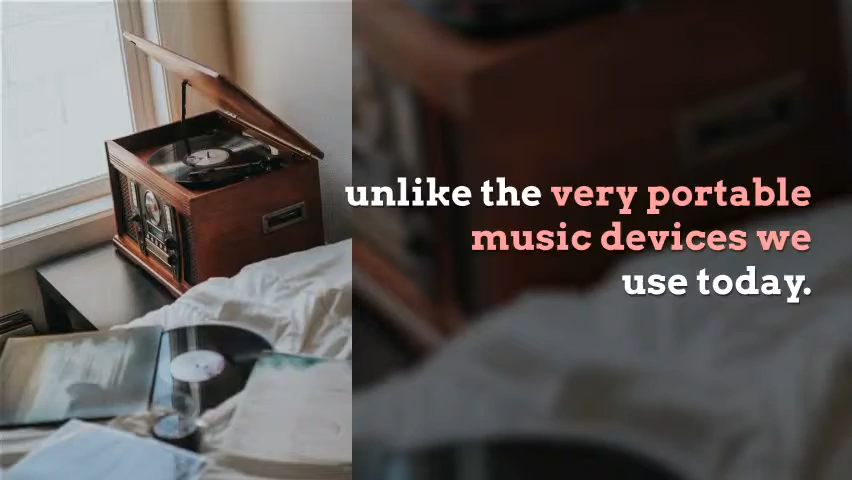 unlike the very portable
music devices we
use today.